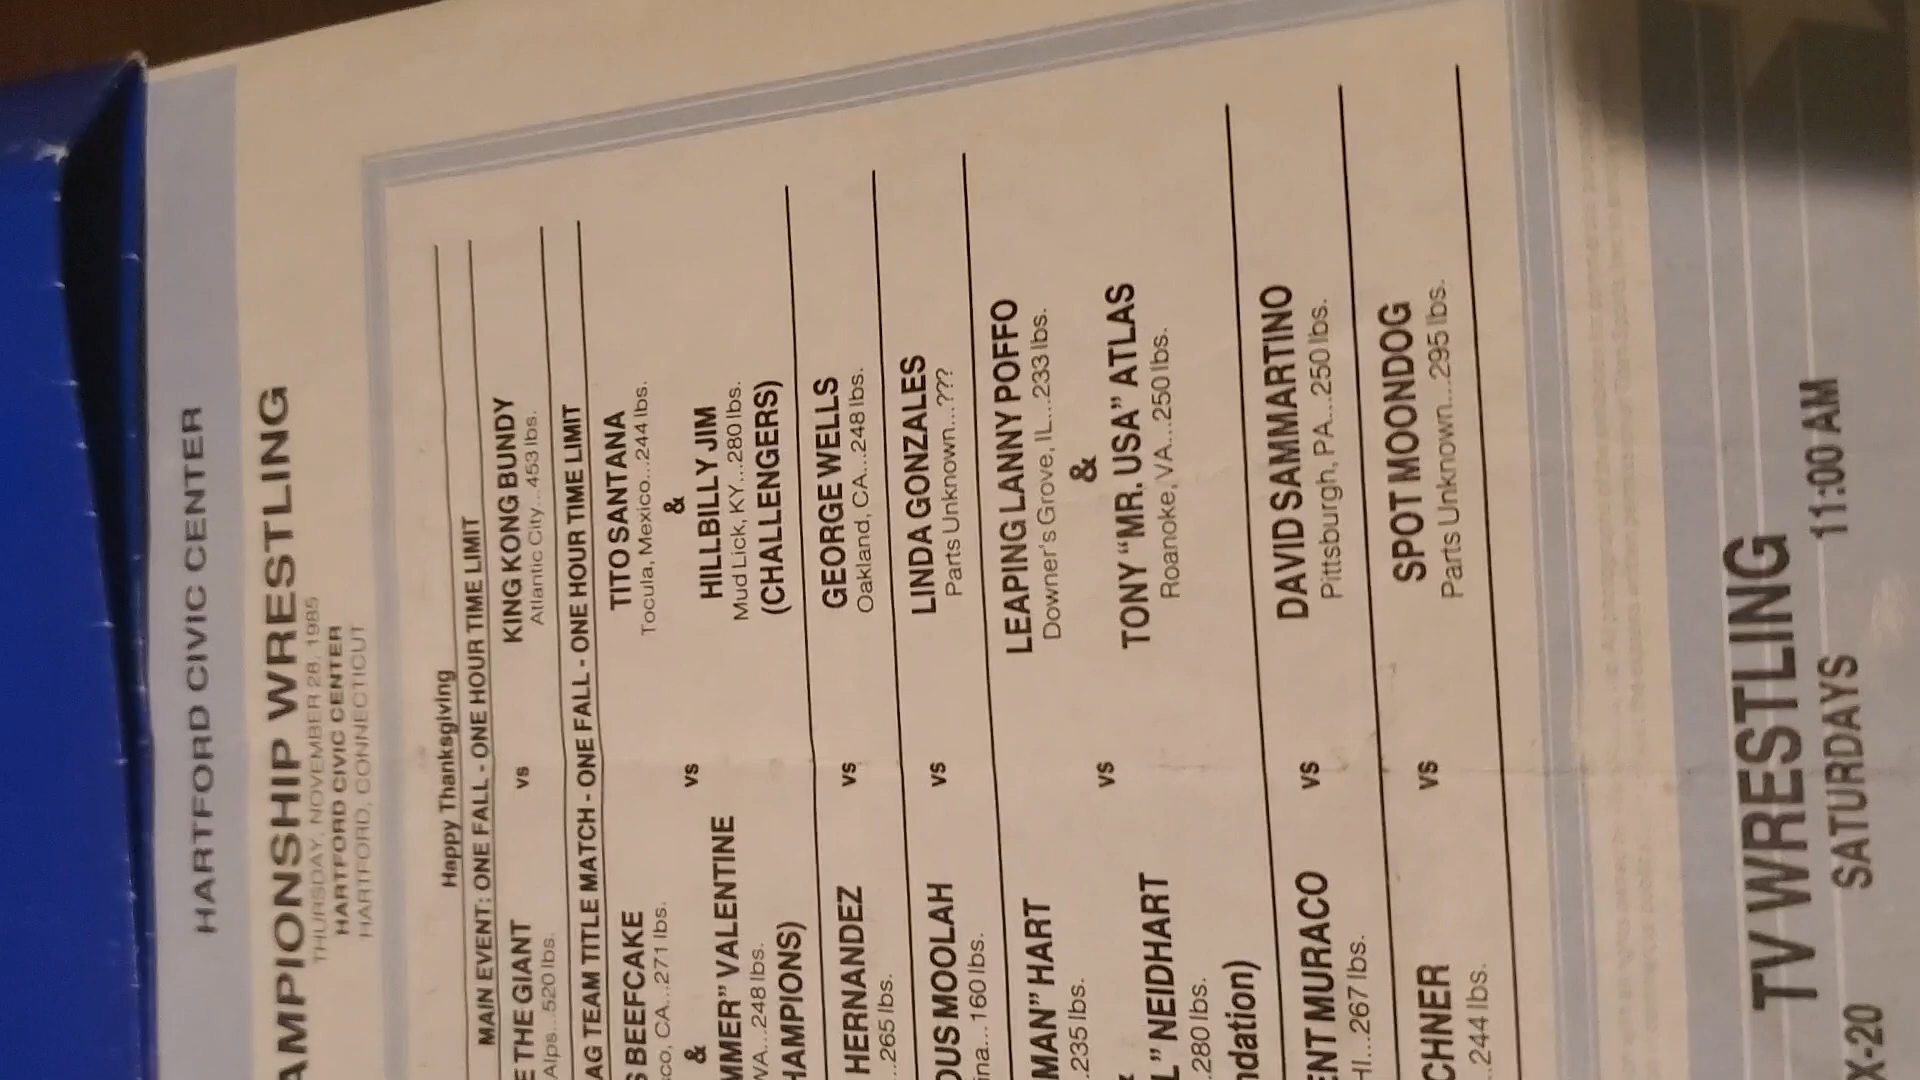 HARTFORD CIVIC CENTER
AMPIONSHIP WRESTLING
THURSDAY, NOVEMBER 28, 1985
HARTFORD CIVIC CENTER
HARTFORD, CONNECTICUT
Happy Thanksgiving
MAIN EVENT: ONE FALL - ONE HOUR TIME LIMIT
E THE GIANT vs KING KONG BUNDY
Alps...520 lbs. Atlantic City...453 lbs.
AG TEAM TITLE MATCH - ONE FALL - ONE HOUR TIME LIMIT
S BEEFCAKE TITO SANTANA
co, CA...271 lbs. Tocula, Mexico...244 lbs.
& vs &
MMER" VALENTINE HILLBILLY JIM
WA...248 lbs. Mud Lick, KY...280 lbs.
HAMPIONS) (CHALLENGERS)
HERNANDEZ vs GEORGE WELLS
...265 lbs. Oakland, CA...248 lbs.
OUS MOOLAH vs LINDA GONZALES
ina...160 lbs. Parts Unknown...???
MAN" HART LEAPING LANNY POFFO
.235 lbs. Downer's Grove, IL...233 lbs.
vs &
L" NEIDHART TONY "MR. USA" ATLAS
.280 lbs. Roanoke, VA...250 lbs.
ndation)
ENT MURACO vs DAVID SAMMARTINO
HI...267 lbs. Pittsburgh, PA...250 lbs.
CHNER vs SPOT MOONDOG
..244 lbs. Parts Unknown...295 lbs.
TV WRESTLING
X-20 SATURDAYS 11:00 AM